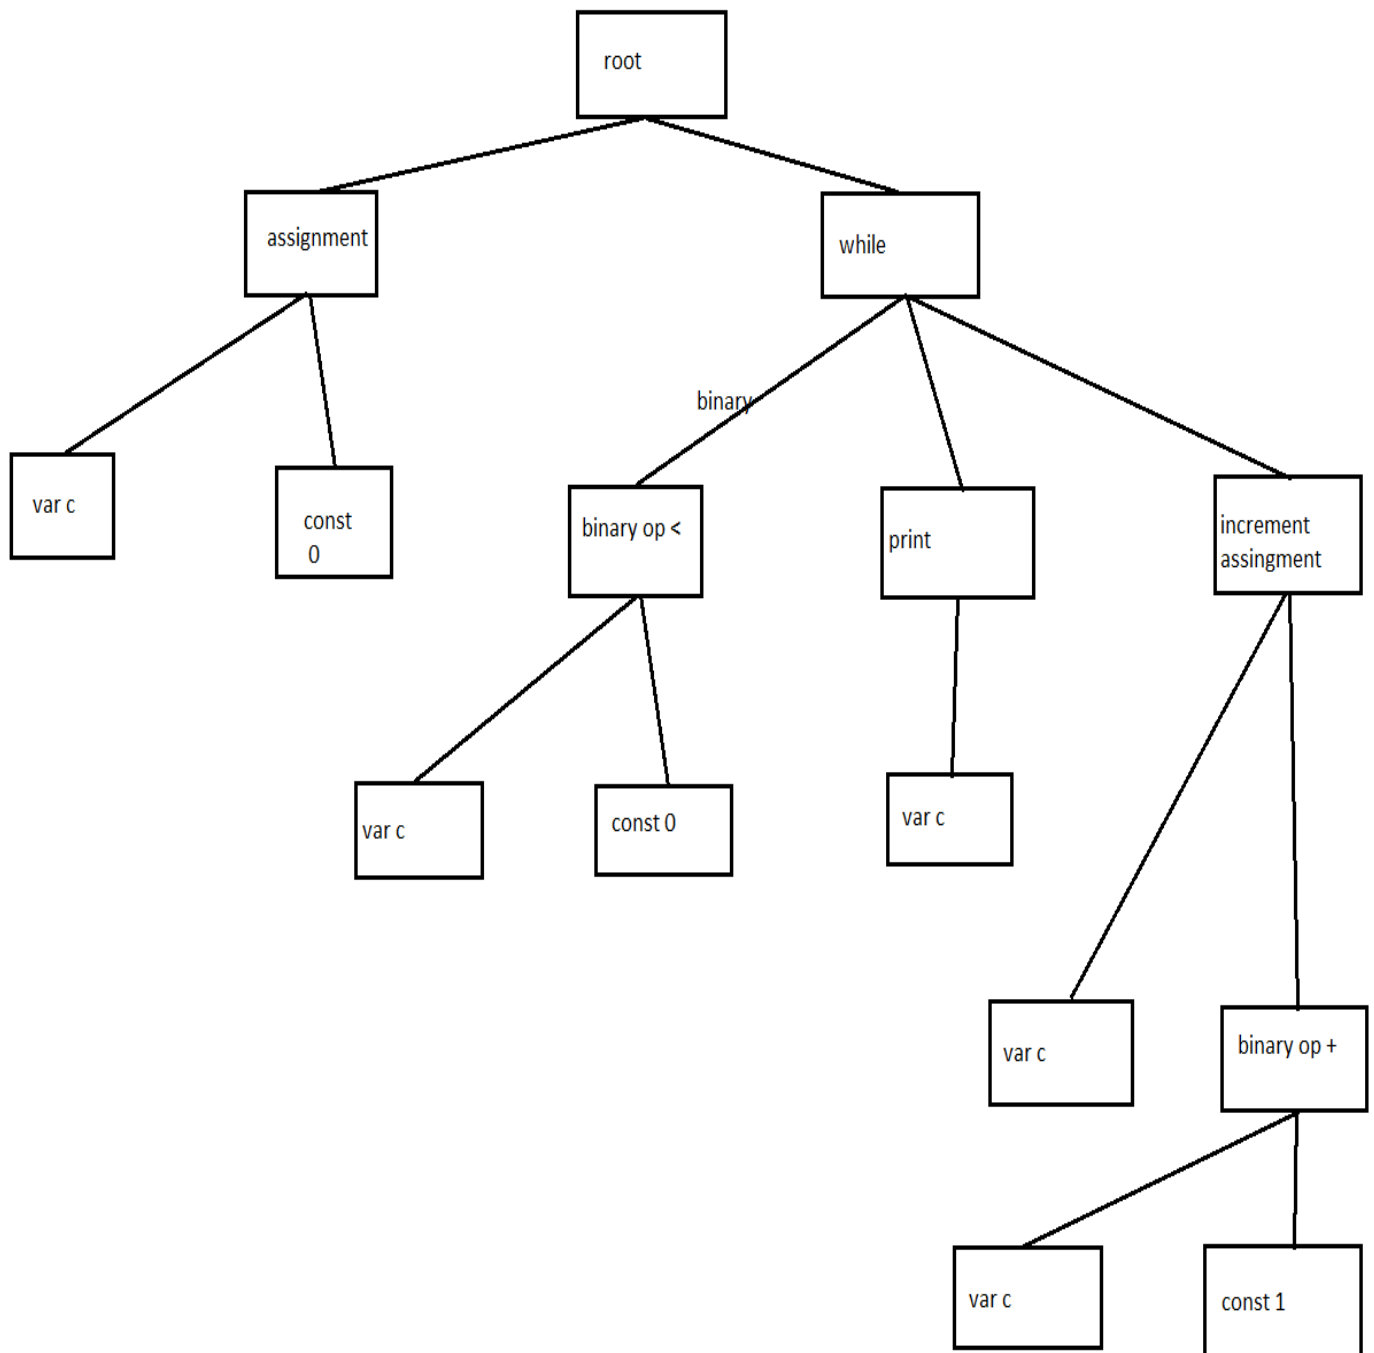 root
assignment
while
binary
var c
const
0
binary op <
print
increment
assingment
var c
const 0
var c
var c
binary op +
var c
const 1